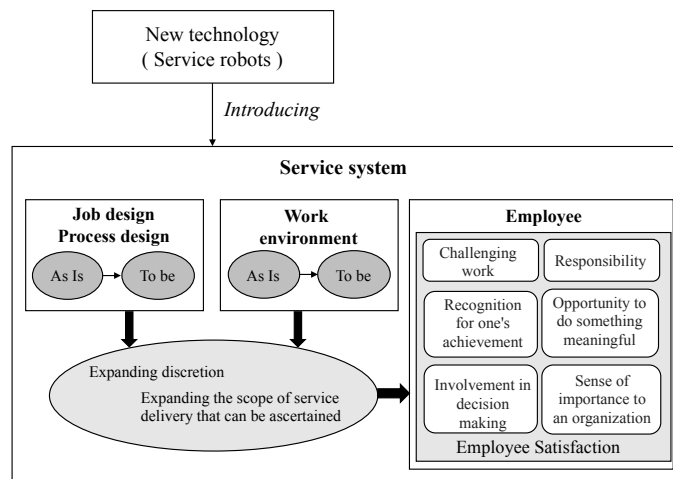 New technology
( Service robots )
Introducing
Service system
Job design
Process design
As Is
To be
Work
environment
As Is
To be
Expanding discretion
Expanding the scope of service
delivery that can be ascertained
Employee
Challenging
work
Responsibility
Recognition
for one's
achievement
Opportunity to
do something
meaningful
Involvement in
decision
making
Sense of
importance to
an organization
Employee Satisfaction